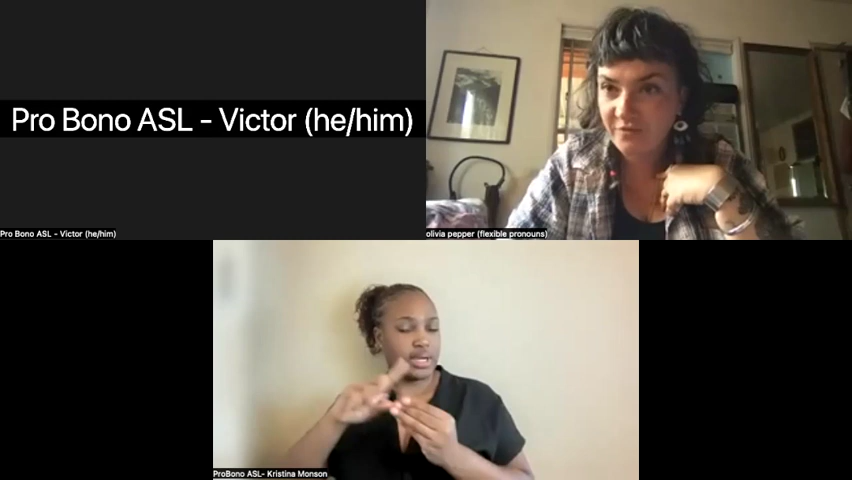 Pro Bono ASL - Victor (he/him)
Pro Bono ASL - Victor (he/him)
olivia pepper (flexible pronouns)
ProBono ASL- Kristina Monson